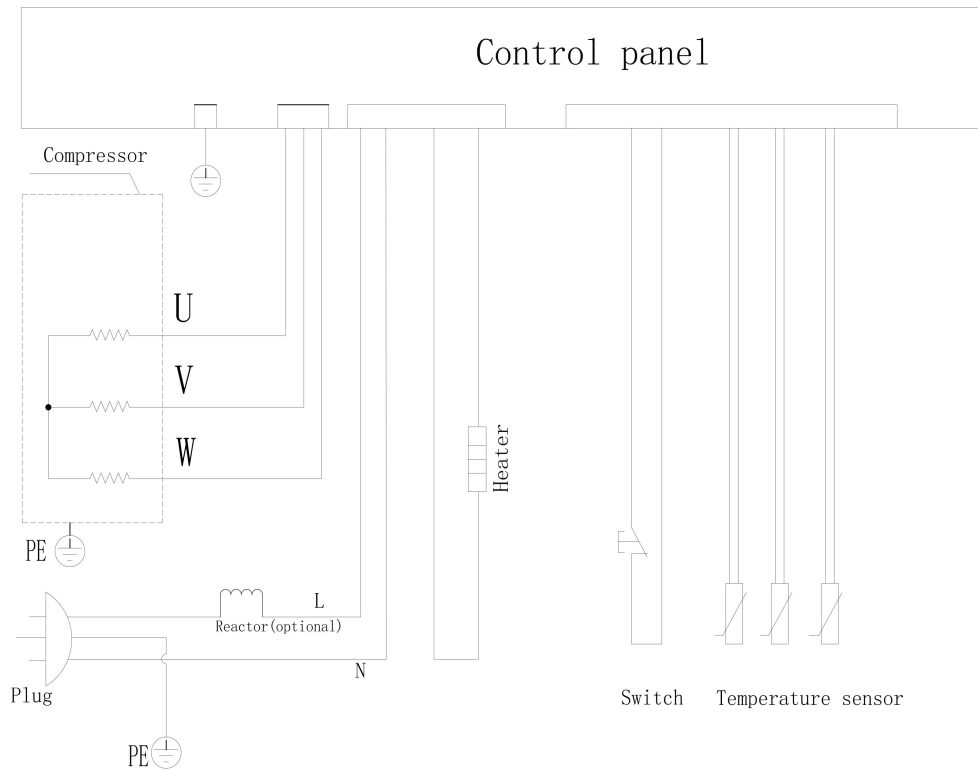 Control panel
Compressor
U
V
W
Heater
PE
L
Reactor(optional)
N
Plug
Switch
Temperature sensor
PE